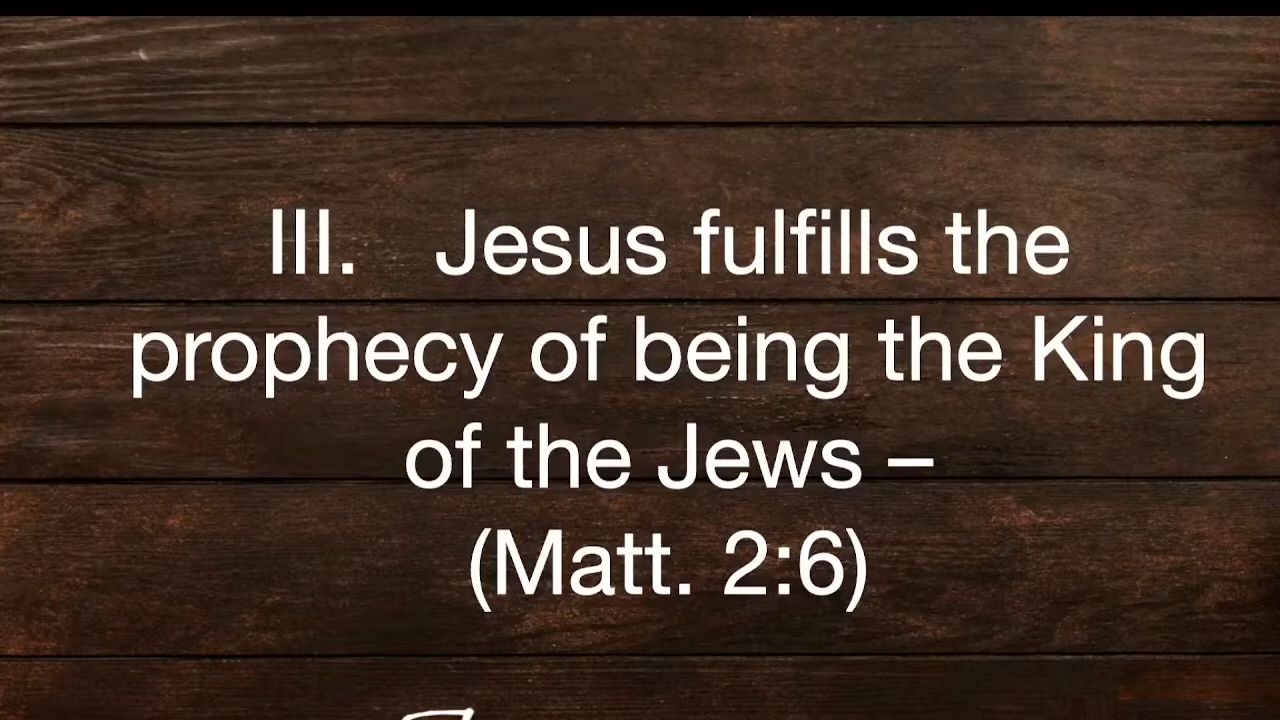 III. Jesus fulfills the
prophecy of being the King
of the Jews –
(Matt. 2:6)